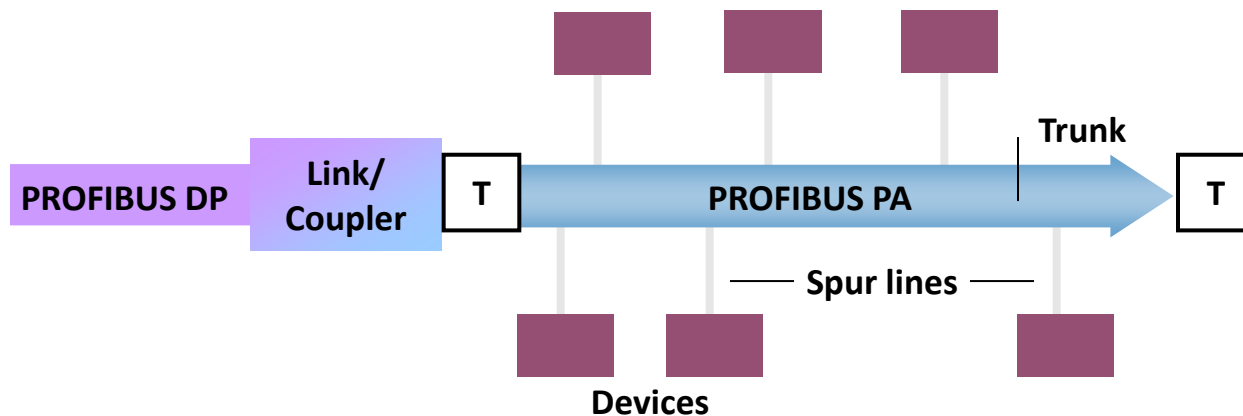 Trunk
PROFIBUS DP
Link/
Coupler
T
PROFIBUS PA
T
Spur lines
Devices